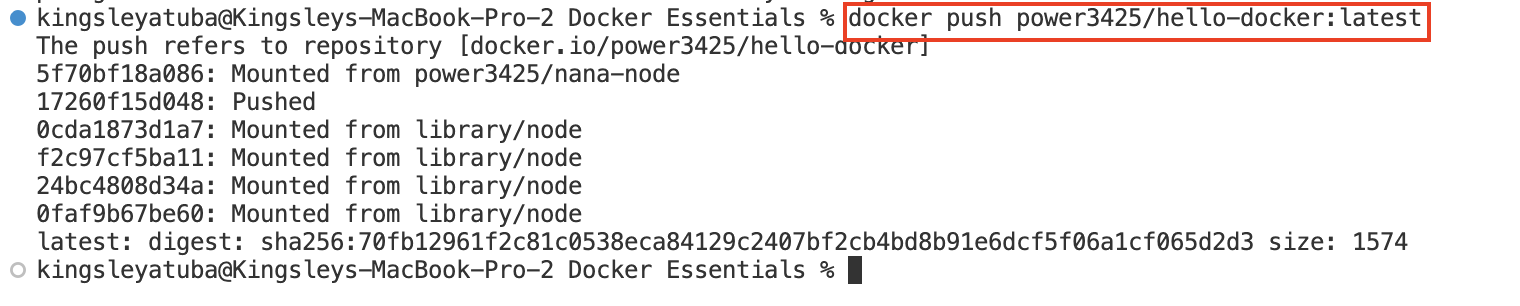 kingsleyatuba@Kingsleys-MacBook-Pro-2 Docker Essentials % docker push power3425/hello-docker:latest
The push refers to repository [docker.io/power3425/hello-docker]
5f70bf18a086: Mounted from power3425/nana-node
17260f15d048: Pushed
0cda1873d1a7: Mounted from library/node
f2c97cf5ba11: Mounted from library/node
24bc4808d34a: Mounted from library/node
0faf9b67be60: Mounted from library/node
latest: digest: sha256:70fb12961f2c81c0538eca84129c2407bf2cb4bd8b91e6dcf5f06a1cf065d2d3 size: 1574
kingsleyatuba@Kingsleys-MacBook-Pro-2 Docker Essentials %